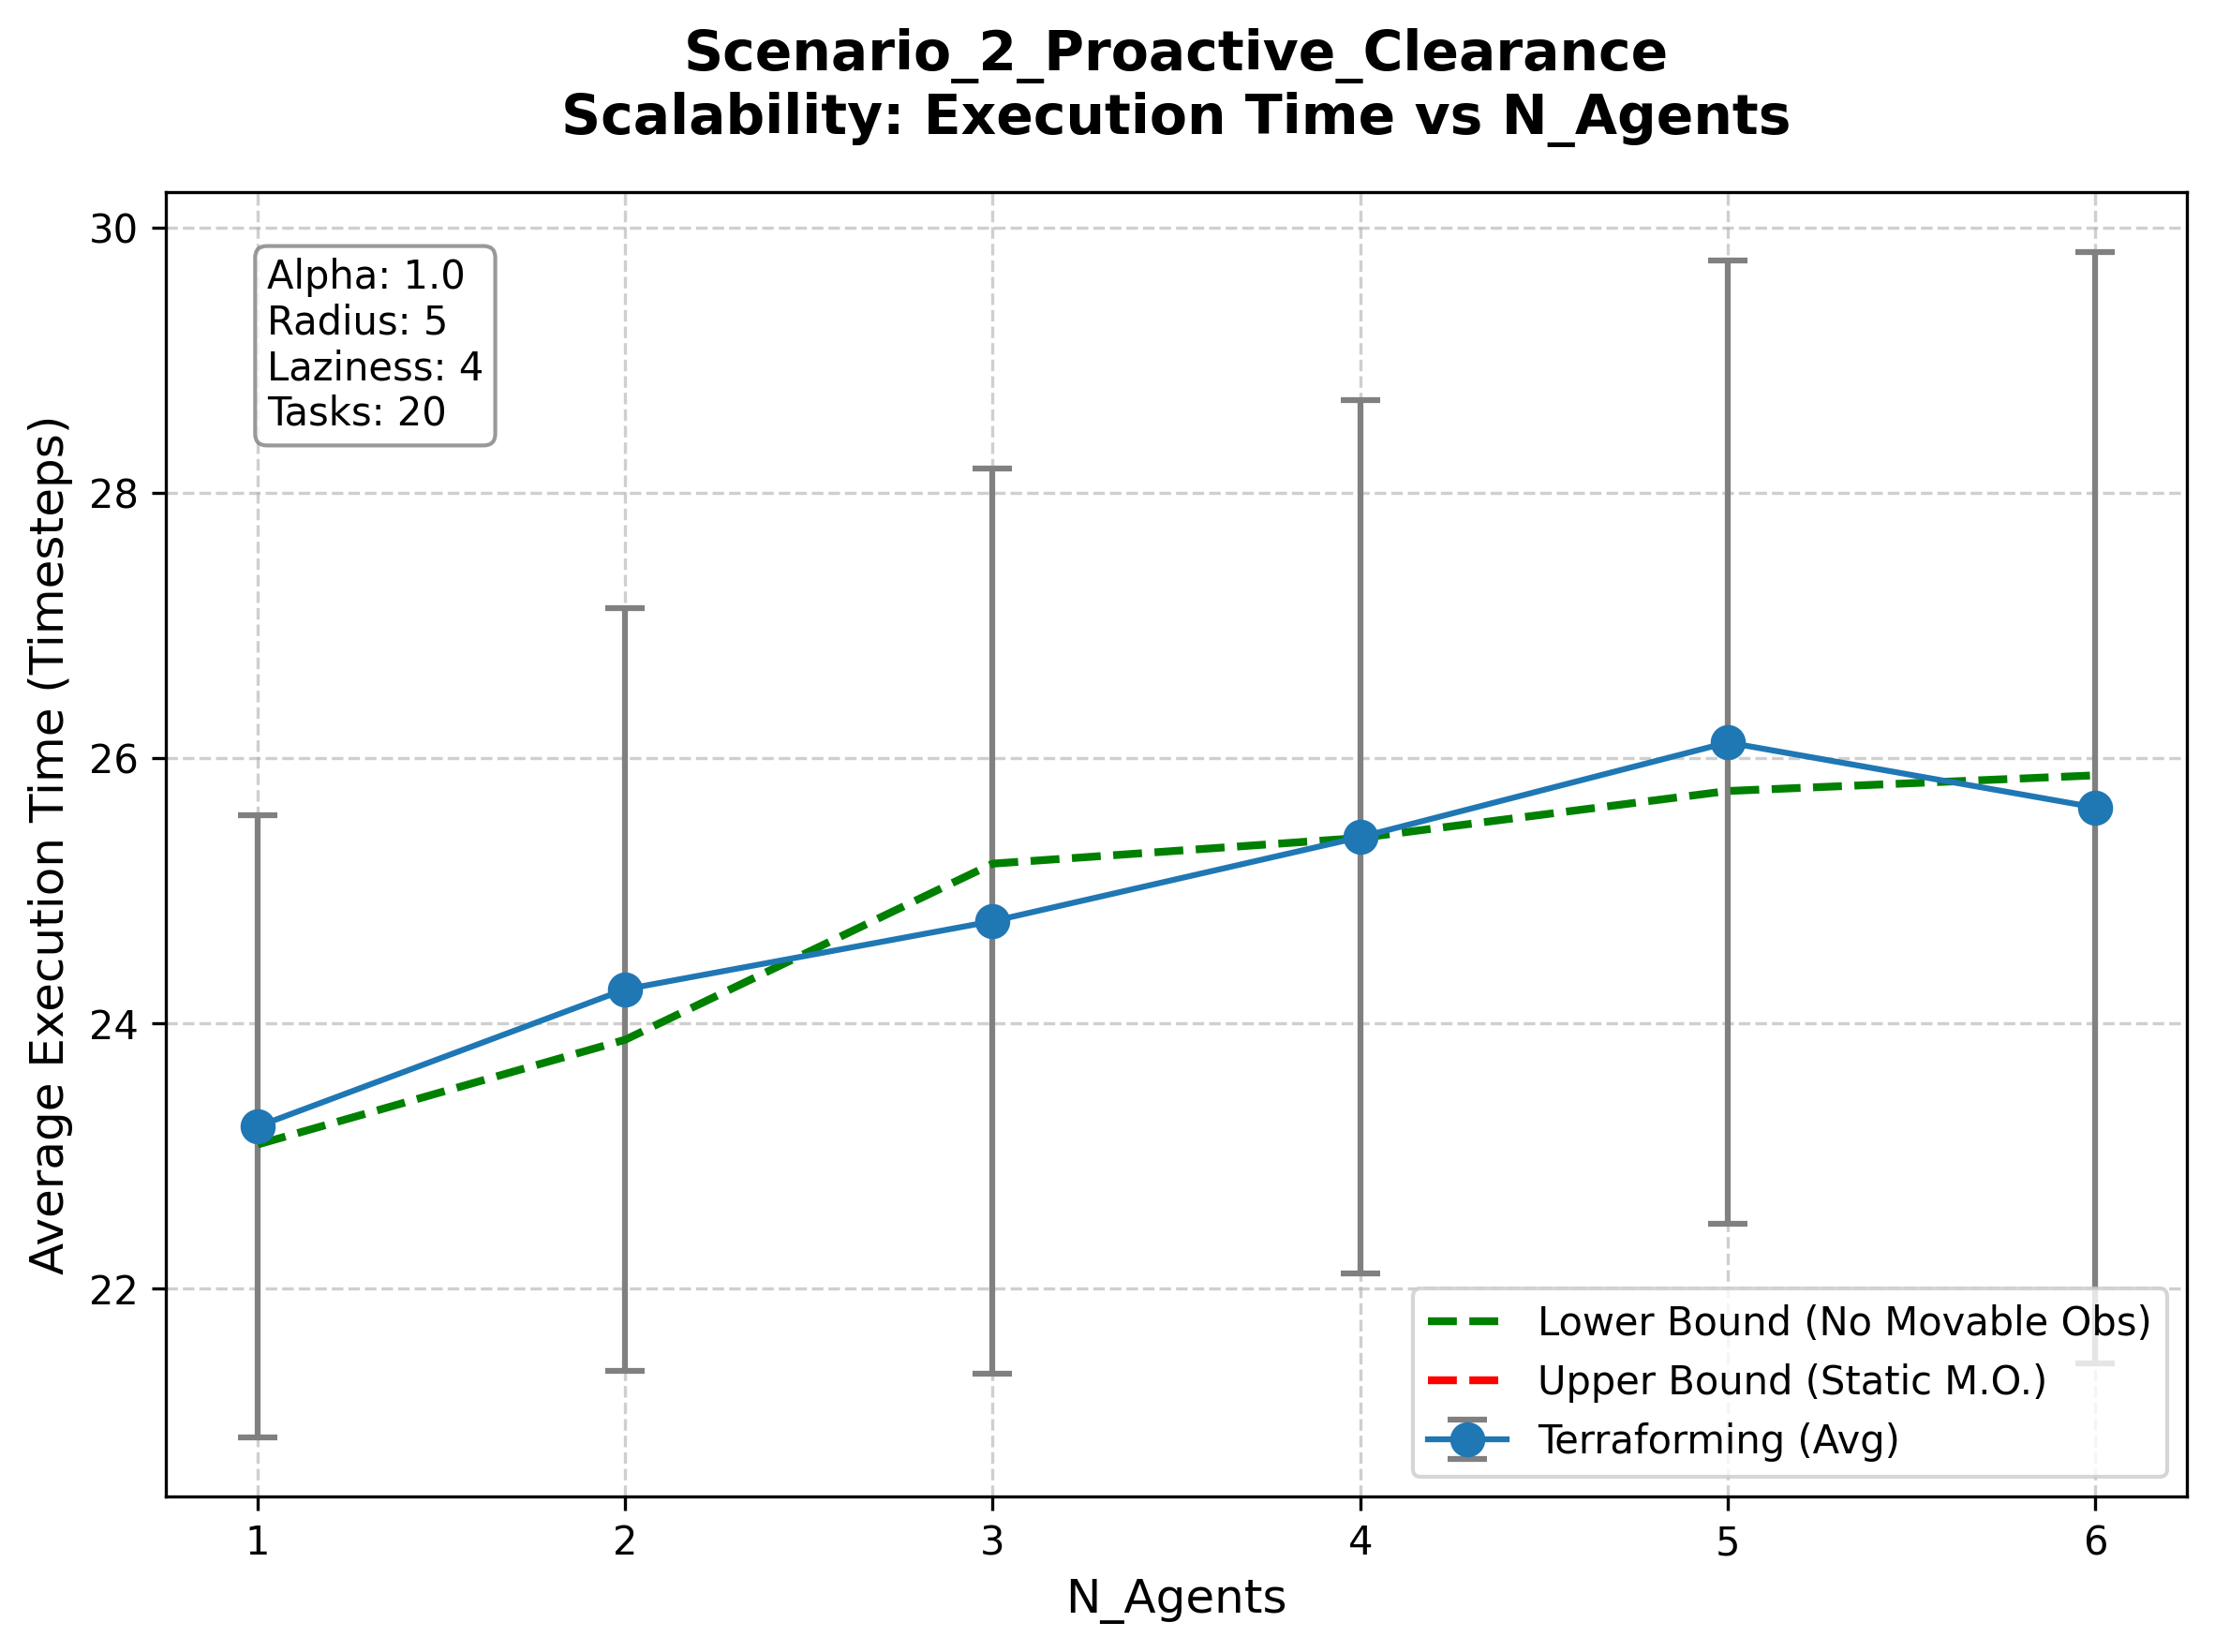 Scenario_2_Proactive_Clearance
Scalability: Execution Time vs N_Agents
Average Execution Time (Timesteps)
30
28
26
24
22
Alpha: 1.0
Radius: 5
Laziness: 4
Tasks: 20
Lower Bound (No Movable Obs)
Upper Bound (Static M.O.)
Terraforming (Avg)
1 2 3 4 5 6
N_Agents